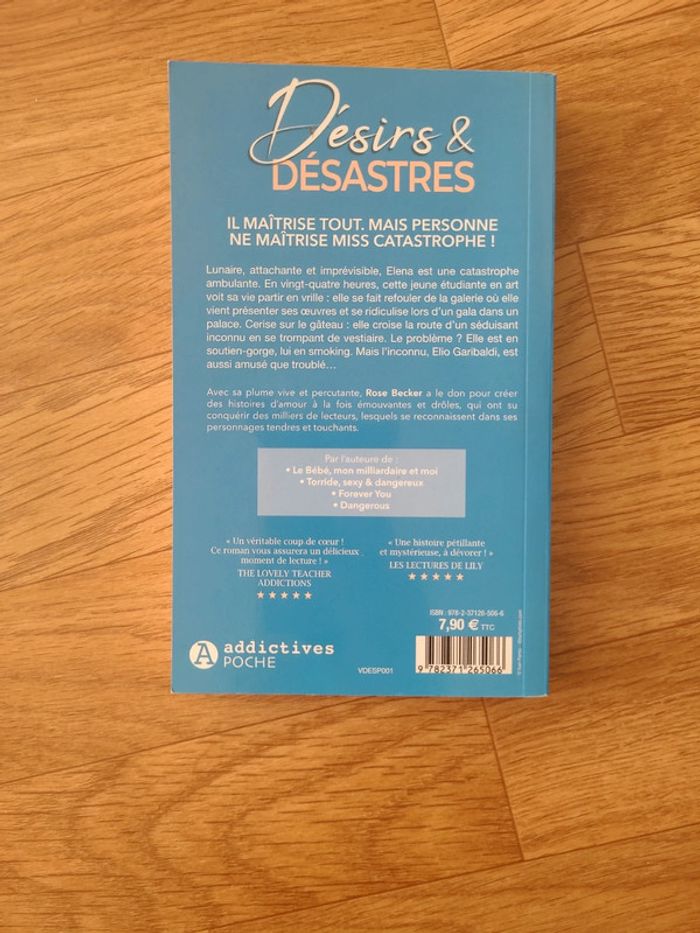 Désirs &
DÉSASTRES
IL MAÎTRISE TOUT. MAIS PERSONNE
NE MAÎTRISE MISS CATASTROPHE !
Lunaire, attachante et imprévisible, Elena est une catastrophe
ambulante. En vingt-quatre heures, cette jeune étudiante en art
voit sa vie partir en vrille : elle se fait refouler de la galerie où elle
vient présenter ses œuvres et se ridiculise lors d'un gala dans un
palace. Cerise sur le gâteau : elle croise la route d'un séduisant
inconnu en se trompant de vestiaire. Le problème ? Elle est en
soutien-gorge, lui en smoking. Mais l'inconnu, Elio Garibaldi, est
aussi amusé que troublé…
Avec sa plume vive et percutante, Rose Becker a le don pour créer
des histoires d'amour à la fois émouvantes et drôles, qui ont su
conquérir des milliers de lecteurs, lesquels se reconnaissent dans ses
personnages tendres et touchants.
Par l'auteure de :
• Le Bébé, mon milliardaire et moi
• Torride, sexy & dangereux
• Forever You
• Dangerous
« Un véritable coup de cœur !
Ce roman vous assurera un délicieux
moment de lecture ! »
THE LOVELY TEACHER
ADDICTIONS
★★★★★
« Une histoire pétillante
et mystérieuse, à dévorer ! »
LES LECTURES DE LILY
★★★★★
ISBN : 978-2-37126-506-6
7,90 € TTC
9 782371 265066
VDESP001
A addictives
POCHE